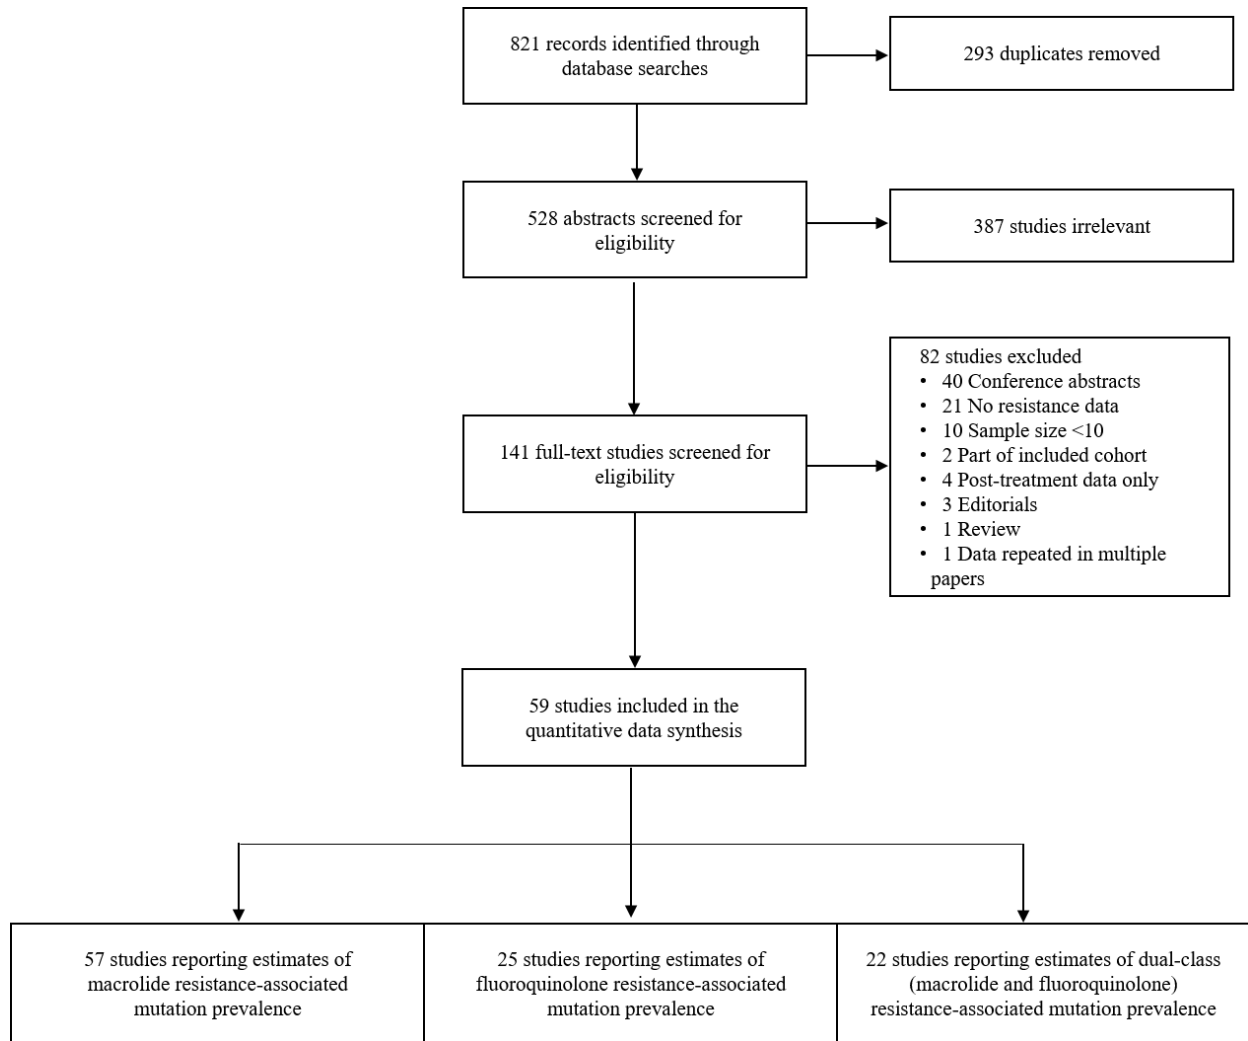 821 records identified through
database searches
293 duplicates removed
528 abstracts screened for
eligibility
387 studies irrelevant
82 studies excluded
• 40 Conference abstracts
• 21 No resistance data
• 10 Sample size <10
• 2 Part of included cohort
• 4 Post-treatment data only
• 3 Editorials
• 1 Review
• 1 Data repeated in multiple
papers
141 full-text studies screened for
eligibility
59 studies included in the
quantitative data synthesis
57 studies reporting estimates of
macrolide resistance-associated
mutation prevalence
25 studies reporting estimates of
fluoroquinolone resistance-associated
mutation prevalence
22 studies reporting estimates of dual-class
(macrolide and fluoroquinolone)
resistance-associated mutation prevalence